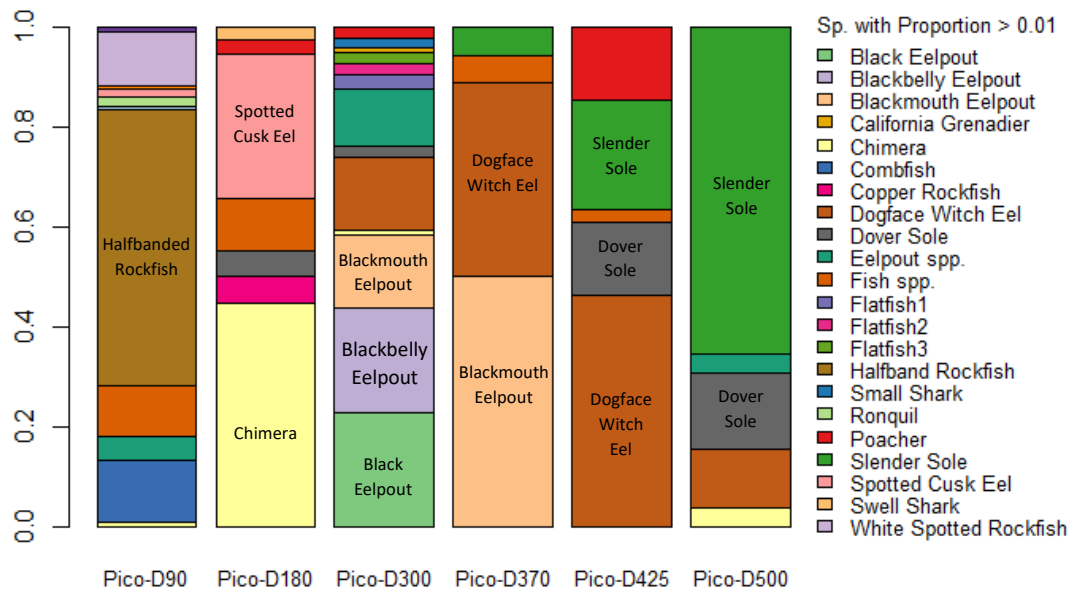 Sp. with Proportion > 0.01
Black Eelpout
Blackbelly Eelpout
Blackmouth Eelpout
California Grenadier
Chimera
Combfish
Copper Rockfish
Dogface Witch Eel
Dover Sole
Eelpout spp.
Fish spp.
Flatfish1
Flatfish2
Flatfish3
Halfband Rockfish
Small Shark
Ronquil
Poacher
Slender Sole
Spotted Cusk Eel
Swell Shark
White Spotted Rockfish
1.0
0.8
0.6
0.4
0.2
0.0
Halfbanded
Rockfish
Spotted
Cusk Eel
Chimera
Blackmouth
Eelpout
Blackbelly
Eelpout
Black
Eelpout
Dogface
Witch Eel
Blackmouth
Eelpout
Slender
Sole
Dover
Sole
Dogface
Witch
Eel
Slender
Sole
Dover
Sole
Pico-D90
Pico-D180
Pico-D300
Pico-D370
Pico-D425
Pico-D500